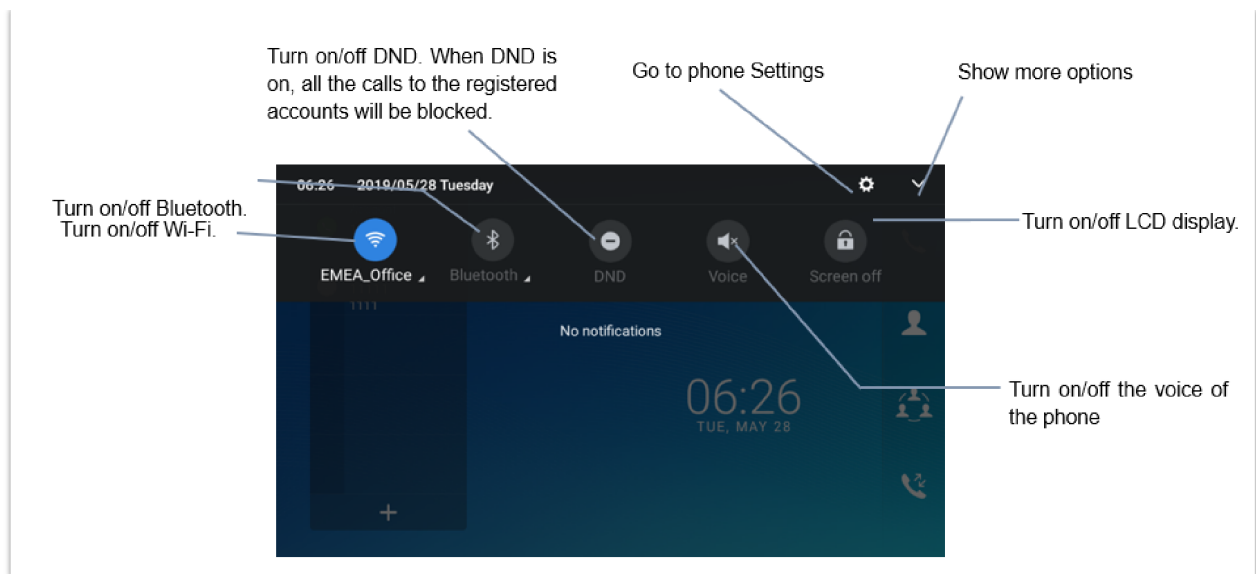 Turn on/off DND. When DND is
on, all the calls to the registered
accounts will be blocked.
Go to phone Settings
Show more options
06:26 2019/05/28 Tuesday
Turn on/off Bluetooth.
Turn on/off Wi-Fi.
Turn on/off LCD display.
EMEA_Office
Bluetooth
DND
Voice
Screen off
1111
No notifications
06:26
TUE, MAY 28
Turn on/off the voice of
the phone
+